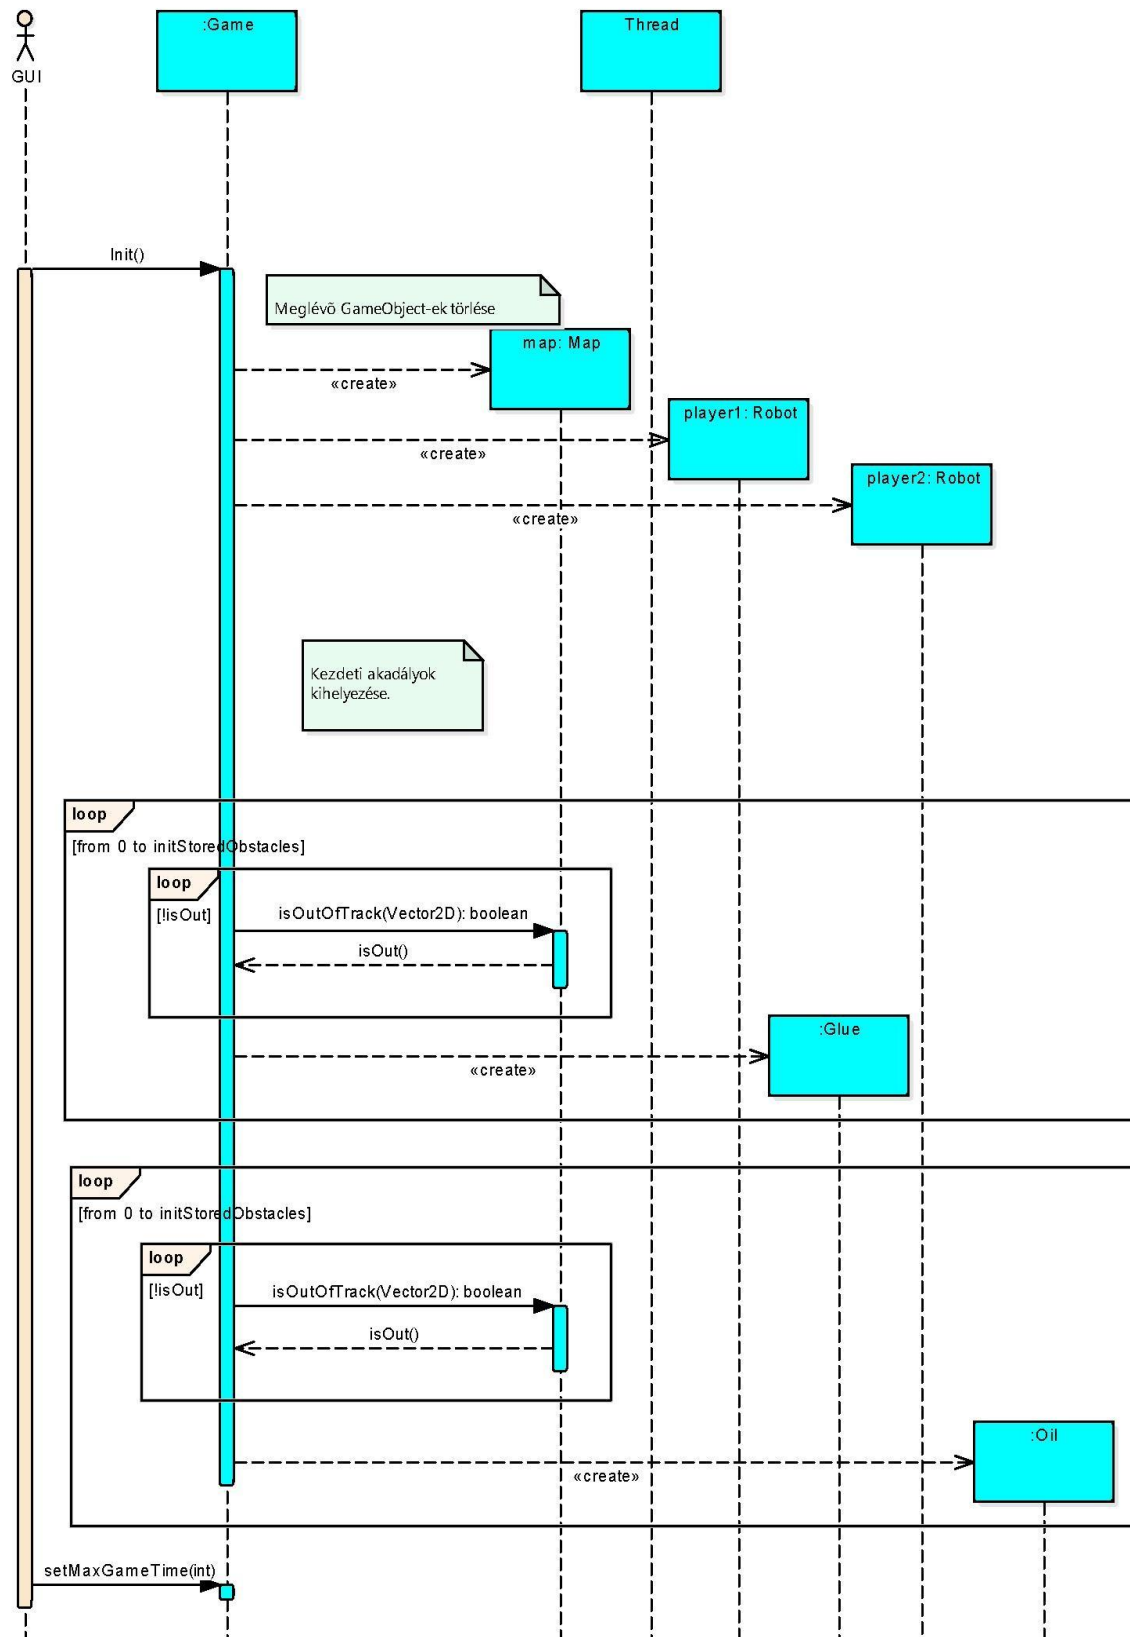 :Game
Thread
GUI
Init()
Meglévõ GameObject-ek törlése
map: Map
«create»
player1: Robot
«create»
player2: Robot
«create»
Kezdeti akadályok
kihelyezése.
loop
[from 0 to initStoredObstacles]
loop
[!isOut]
isOutOfTrack(Vector2D): boolean
isOut()
:Glue
«create»
loop
[from 0 to initStoredObstacles]
loop
[!isOut]
isOutOfTrack(Vector2D): boolean
isOut()
:Oil
«create»
setMaxGameTime(int)